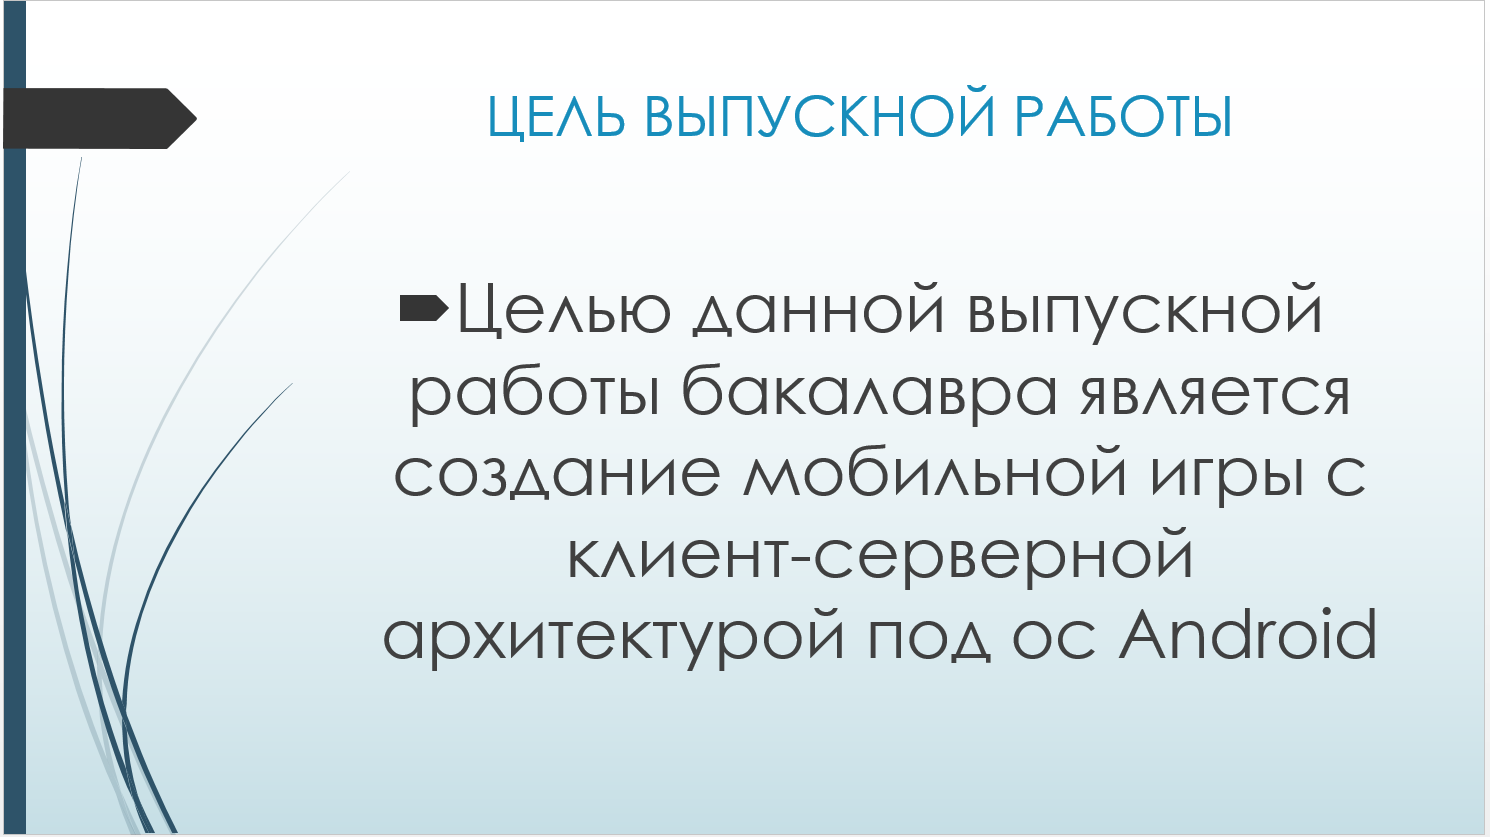 ЦЕЛЬ ВЫПУСКНОЙ РАБОТЫ
Целью данной выпускной
работы бакалавра является
создание мобильной игры с
клиент-серверной
архитектурой под ос Android